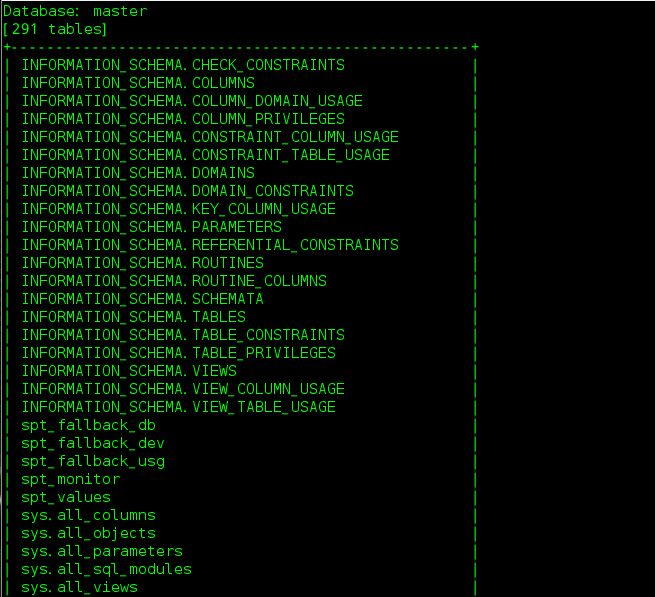 Database: master
[291 tables]
+---------------------------------------------------+
| INFORMATION_SCHEMA.CHECK_CONSTRAINTS |
| INFORMATION_SCHEMA.COLUMNS |
| INFORMATION_SCHEMA.COLUMN_DOMAIN_USAGE |
| INFORMATION_SCHEMA.COLUMN_PRIVILEGES |
| INFORMATION_SCHEMA.CONSTRAINT_COLUMN_USAGE |
| INFORMATION_SCHEMA.CONSTRAINT_TABLE_USAGE |
| INFORMATION_SCHEMA.DOMAINS |
| INFORMATION_SCHEMA.DOMAIN_CONSTRAINTS |
| INFORMATION_SCHEMA.KEY_COLUMN_USAGE |
| INFORMATION_SCHEMA.PARAMETERS |
| INFORMATION_SCHEMA.REFERENTIAL_CONSTRAINTS |
| INFORMATION_SCHEMA.ROUTINES |
| INFORMATION_SCHEMA.ROUTINE_COLUMNS |
| INFORMATION_SCHEMA.SCHEMATA |
| INFORMATION_SCHEMA.TABLES |
| INFORMATION_SCHEMA.TABLE_CONSTRAINTS |
| INFORMATION_SCHEMA.TABLE_PRIVILEGES |
| INFORMATION_SCHEMA.VIEWS |
| INFORMATION_SCHEMA.VIEW_COLUMN_USAGE |
| INFORMATION_SCHEMA.VIEW_TABLE_USAGE |
| spt_fallback_db |
| spt_fallback_dev |
| spt_fallback_usg |
| spt_monitor |
| spt_values |
| sys.all_columns |
| sys.all_objects |
| sys.all_parameters |
| sys.all_sql_modules |
| sys.all_views |